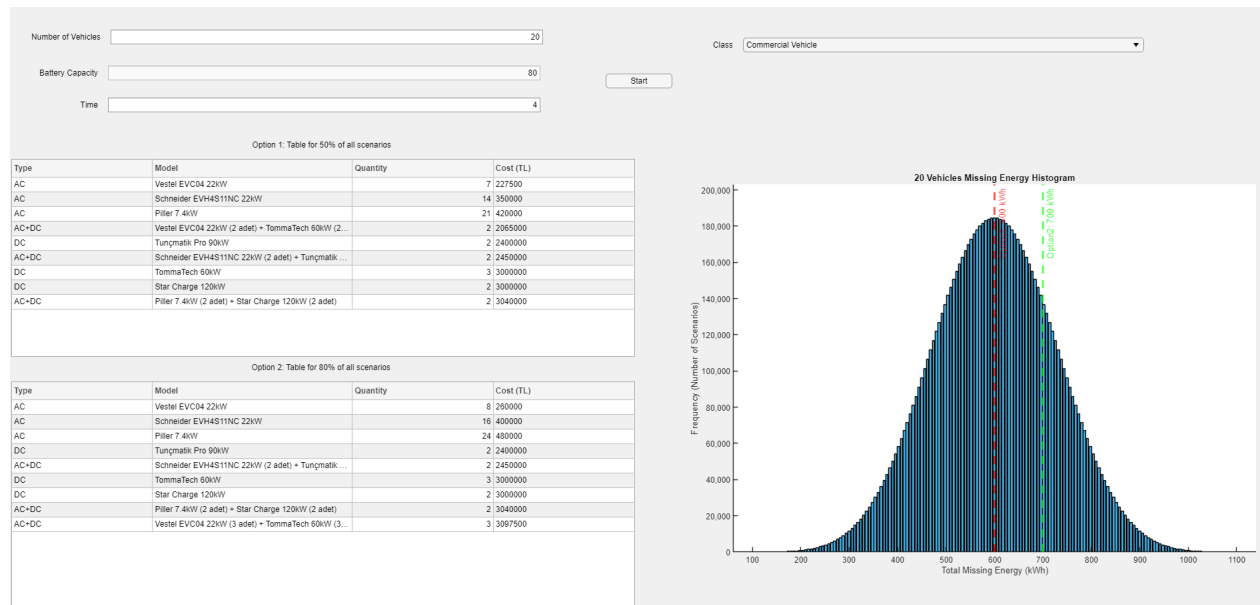 Number of Vehicles 20
Class Commercial Vehicle
Battery Capacity 80
Start
Time 4
Option 1: Table for 50% of all scenarios
Type Model Quantity Cost (TL)
AC Vestel EVC04 22kW 7 227500
AC Schneider EVH4S11NC 22kW 14 350000
AC Piller 7.4kW 21 420000
AC+DC Vestel EVC04 22kW (2 adet) + TommaTech 60kW (2... 2 2065000
DC Tunçmatik Pro 90kW 2 2400000
AC+DC Schneider EVH4S11NC 22kW (2 adet) + Tunçmatik ... 2 2450000
DC TommaTech 60kW 3 3000000
DC Star Charge 120kW 2 3000000
AC+DC Piller 7.4kW (2 adet) + Star Charge 120kW (2 adet) 2 3040000
Option 2: Table for 80% of all scenarios
Type Model Quantity Cost (TL)
AC Vestel EVC04 22kW 8 260000
AC Schneider EVH4S11NC 22kW 16 400000
AC Piller 7.4kW 24 480000
DC Tunçmatik Pro 90kW 2 2400000
AC+DC Schneider EVH4S11NC 22kW (2 adet) + Tunçmatik ... 2 2450000
DC TommaTech 60kW 3 3000000
DC Star Charge 120kW 2 3000000
AC+DC Piller 7.4kW (2 adet) + Star Charge 120kW (2 adet) 2 3040000
AC+DC Vestel EVC04 22kW (3 adet) + TommaTech 60kW (3... 3 3097500
20 Vehicles Missing Energy Histogram
Frequency (Number of Scenarios)
200,000
180,000
160,000
140,000
120,000
100,000
80,000
60,000
40,000
20,000
0
kWh
Option2: 700 kWh
100 200 300 400 500 600 700 800 900 1000 1100
Total Missing Energy (kWh)